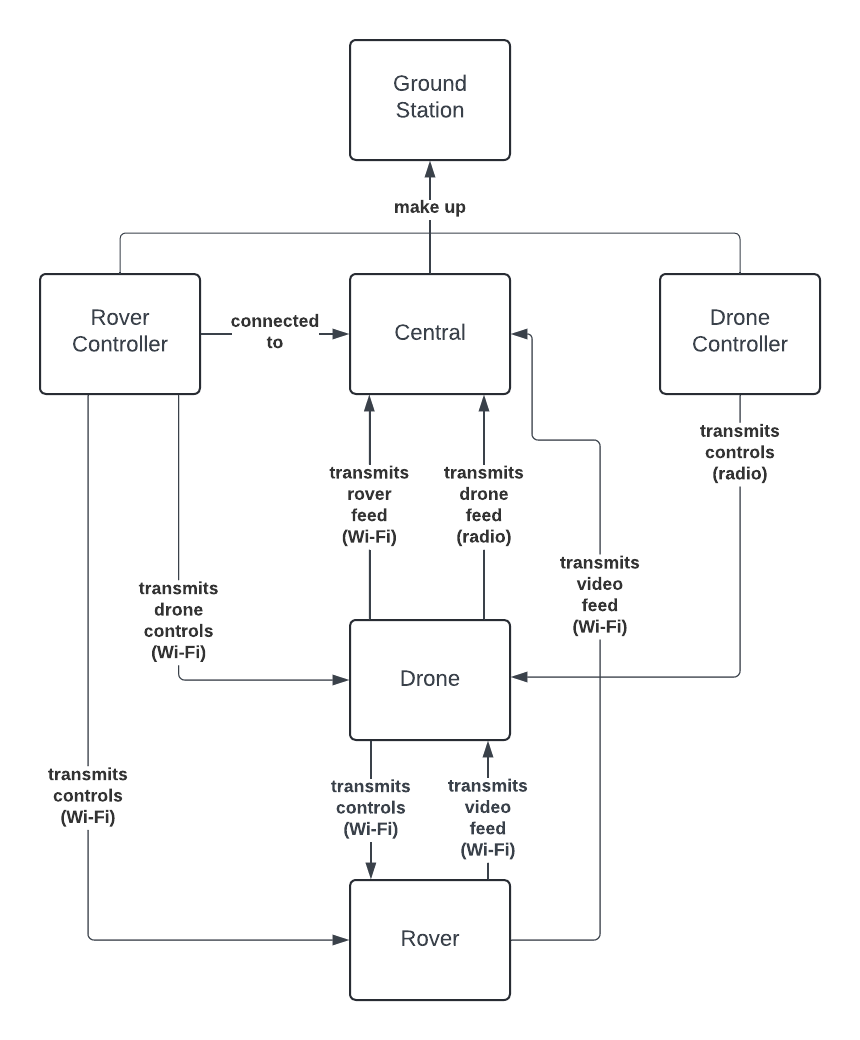 Ground
Station
make up
Rover
Controller
connected
to
Central
Drone
Controller
transmits
controls
(radio)
transmits
rover
feed
(Wi-Fi)
transmits
drone
feed
(radio)
transmits
video
feed
(Wi-Fi)
transmits
drone
controls
(Wi-Fi)
Drone
transmits
controls
(Wi-Fi)
transmits
controls
(Wi-Fi)
transmits
video
feed
(Wi-Fi)
Rover